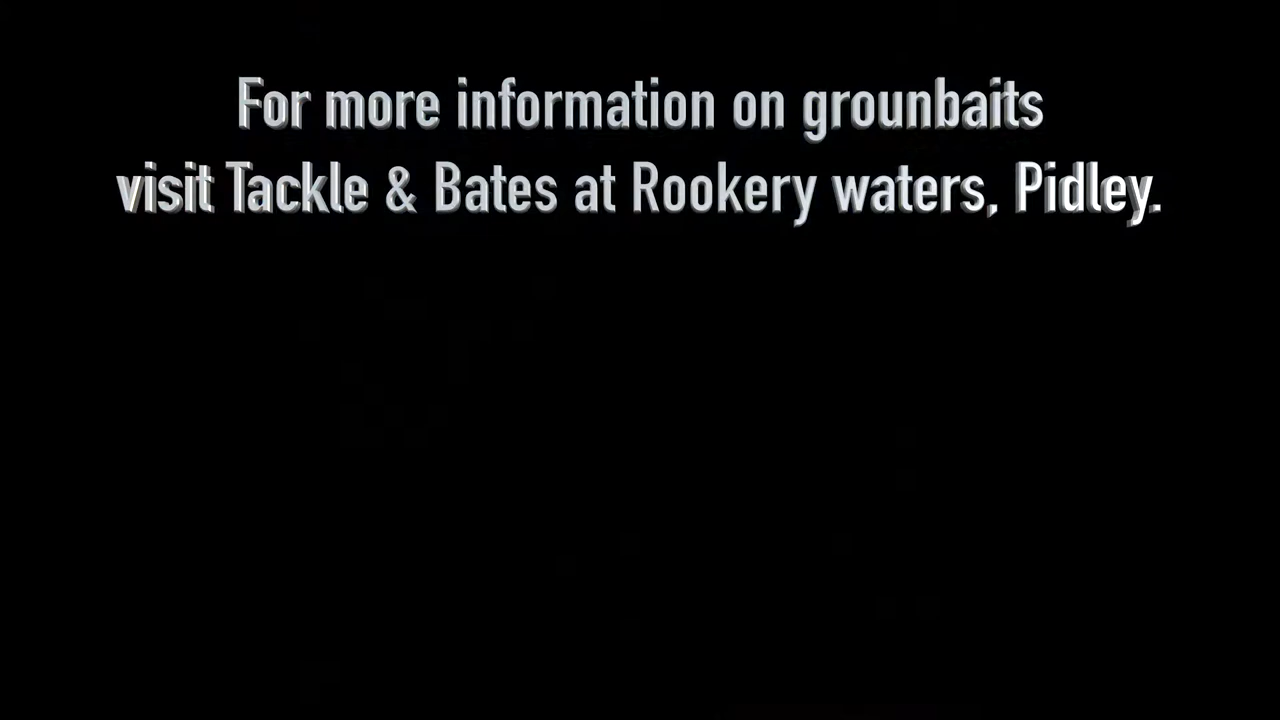 For more information on grounbaits
visit Tackle & Bates at Rookery waters, Pidley.